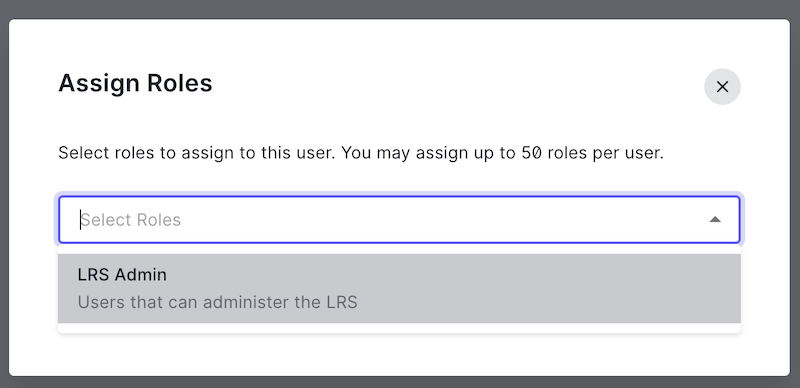 Assign Roles
Select roles to assign to this user. You may assign up to 50 roles per user.
Select Roles
LRS Admin
Users that can administer the LRS